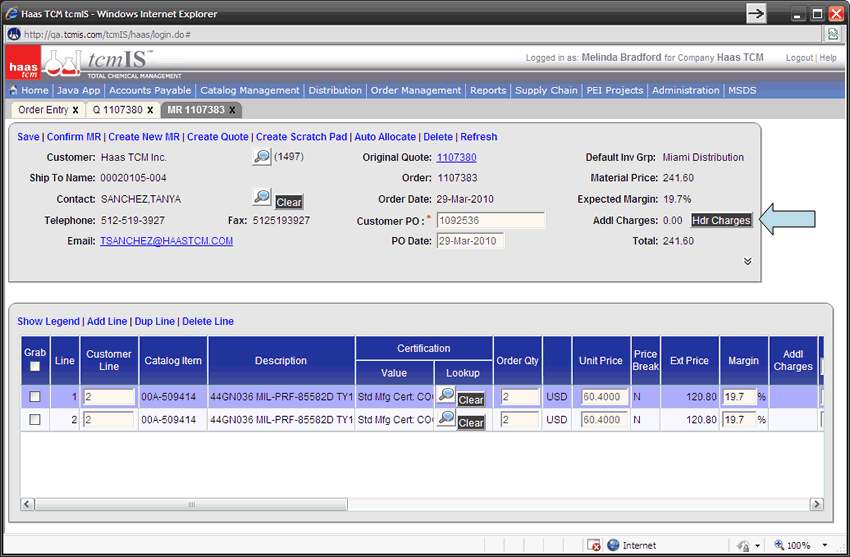 Haas TCM tcmIS - Windows Internet Explorer
http://qa.tcmis.com/tcmIS/haas/login.do#
haas tcm tcmIS™ TOTAL CHEMICAL MANAGEMENT
Logged in as: Melinda Bradford for Company Haas TCM Logout | Help
Home | Java App | Accounts Payable | Catalog Management | Distribution | Order Management | Reports | Supply Chain | PEI Projects | Administration | MSDS
Order Entry x Q 1107380 x MR 1107383 x
Save | Confirm MR | Create New MR | Create Quote | Create Scratch Pad | Auto Allocate | Delete | Refresh
Customer: Haas TCM Inc. (1497) Original Quote: 1107380 Default Inv Grp: Miami Distribution
Ship To Name: 00020105-004 Order: 1107383 Material Price: 241.60
Contact: SANCHEZ,TANYA Clear Order Date: 29-Mar-2010 Expected Margin: 19.7%
Telephone: 512-519-3927 Fax: 5125193927 Customer PO :* 1092536 Addl Charges: 0.00 Hdr Charges
Email: TSANCHEZ@HAASTCM.COM PO Date: 29-Mar-2010 Total: 241.60
Show Legend | Add Line | Dup Line | Delete Line
Grab Line Customer Line Catalog Item Description Certification Value Lookup Order Qty Unit Price Price Break Ext Price Margin Addl Charges
1 2 00A-509414 44GN036 MIL-PRF-85582D TY1 Std Mfg Cert: CO Clear 2 USD 60.4000 N 120.80 19.7 %
2 2 00A-509414 44GN036 MIL-PRF-85582D TY1 Std Mfg Cert: CO Clear 2 USD 60.4000 N 120.80 19.7 %
Internet 100%